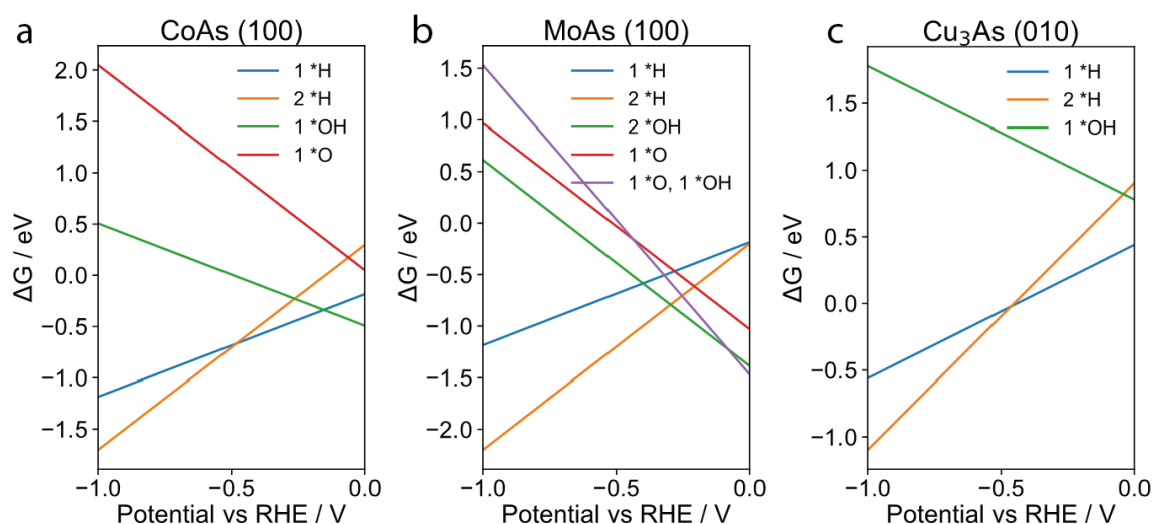 a
CoAs (100)
2.0
1.5
1.0
0.5
0.0
−0.5
−1.0
−1.5
ΔG / eV
1 *H
2 *H
1 *OH
1 *O
−1.0
−0.5
0.0
Potential vs RHE / V
b
MoAs (100)
1.5
1.0
0.5
0.0
−0.5
−1.0
−1.5
−2.0
ΔG / eV
1 *H
2 *H
2 *OH
1 *O
1 *O, 1 *OH
−1.0
−0.5
0.0
Potential vs RHE / V
c
Cu₃As (010)
1.5
1.0
0.5
0.0
−0.5
−1.0
ΔG / eV
1 *H
2 *H
1 *OH
−1.0
−0.5
0.0
Potential vs RHE / V